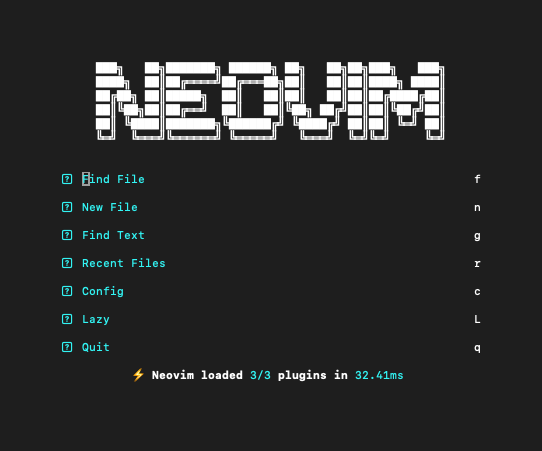 NEOVIM
Find File f
New File n
Find Text g
Recent Files r
Config c
Lazy L
Quit q
⚡ Neovim loaded 3/3 plugins in 32.41ms